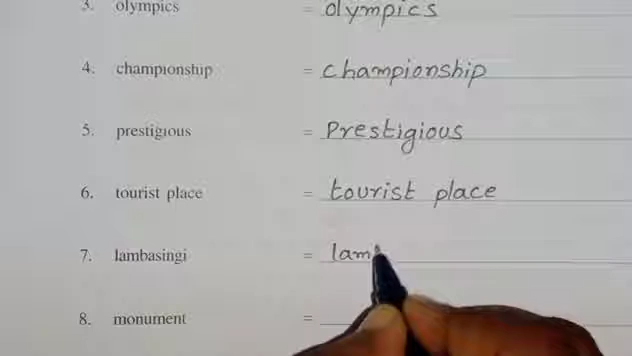 3. olympics = olympics
4. championship = championship
5. prestigious = Prestigious
6. tourist place = tourist place
7. lambasingi = lam
8. monument =